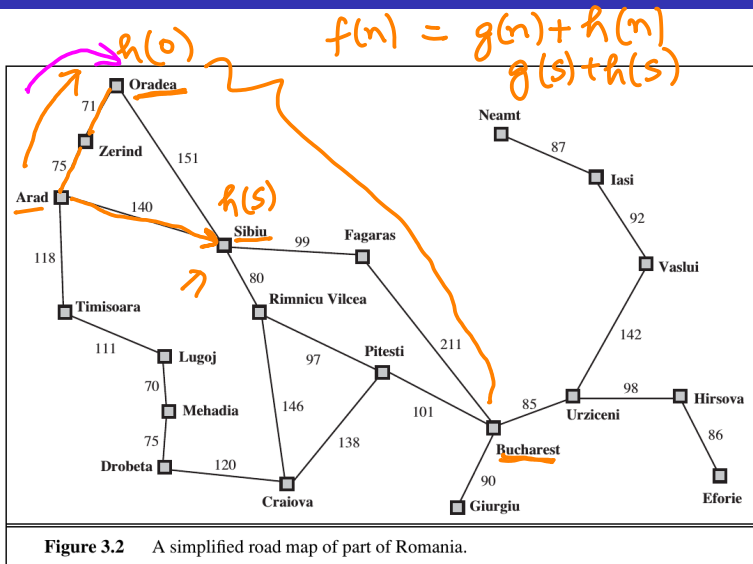 f(n) = g(n)+h(n)
g(s)+h(s)
h(o)
Oradea
71
Neamt
Zerind
87
151
75
Iasi
Arad
140
h(s)
92
Sibiu
99
Fagaras
118
80
Vaslui
Timisoara
Rimnicu Vilcea
142
111
211
Lugoj
97
Pitesti
70
98
Hirsova
146
101
85
Mehadia
Urziceni
138
86
75
Bucharest
Drobeta
120
90
Craiova
Giurgiu
Eforie
Figure 3.2 A simplified road map of part of Romania.